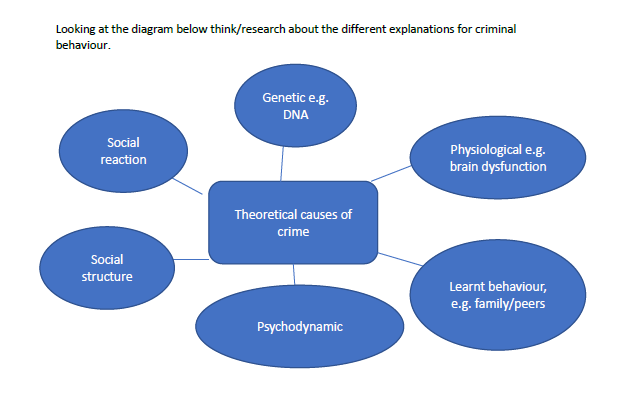 Looking at the diagram below think/research about the different explanations for criminal
behaviour.
Genetic e.g.
DNA
Social
reaction
Physiological e.g.
brain dysfunction
Theoretical causes of
crime
Social
structure
Learnt behaviour,
e.g. family/peers
Psychodynamic